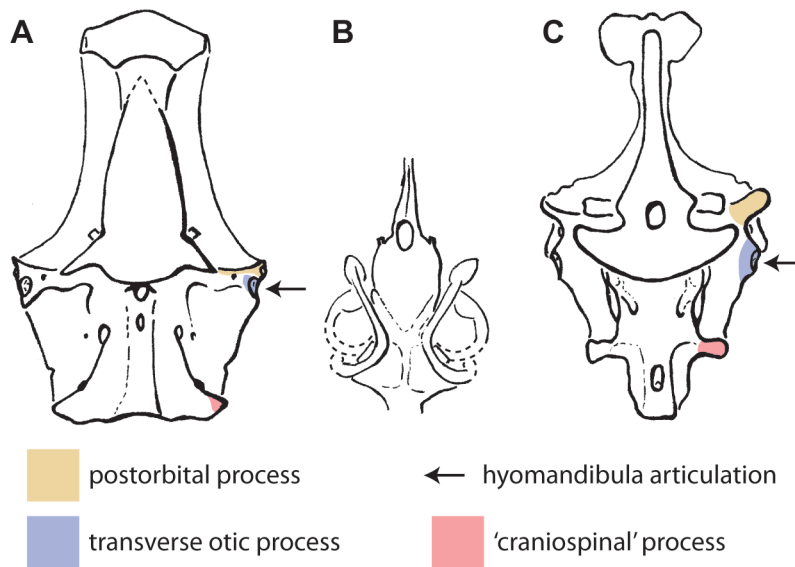 A
B
C
postorbital process
hyomandibula articulation
transverse otic process
‘craniospinal’ process